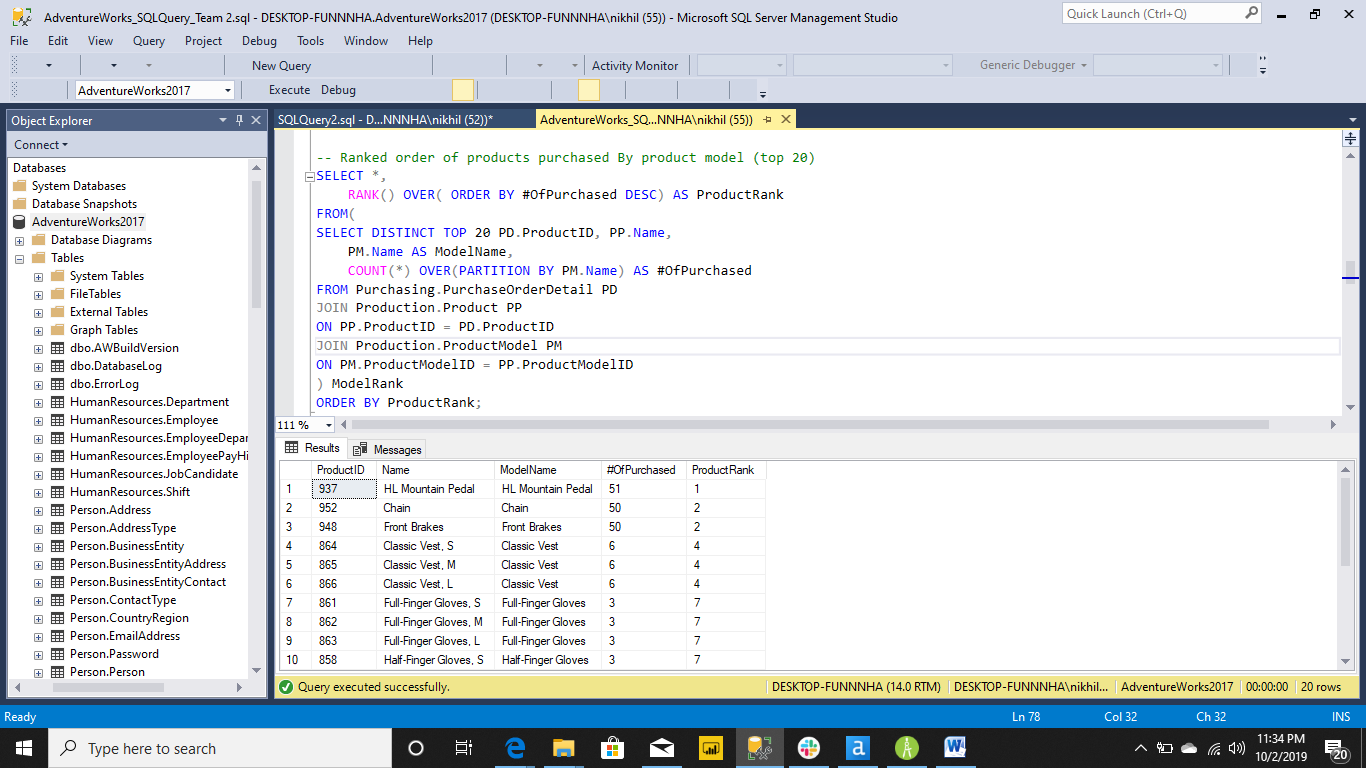 AdventureWorks_SQLQuery_Team 2.sql - DESKTOP-FUNNNHA.AdventureWorks2017 (DESKTOP-FUNNNHA\nikhil (55)) - Microsoft SQL Server Management Studio
Quick Launch (Ctrl+Q)
File Edit View Query Project Debug Tools Window Help
New Query Activity Monitor Generic Debugger
AdventureWorks2017 Execute Debug
Object Explorer
Connect
Databases
System Databases
Database Snapshots
AdventureWorks2017
Database Diagrams
Tables
System Tables
FileTables
External Tables
Graph Tables
dbo.AWBuildVersion
dbo.DatabaseLog
dbo.ErrorLog
HumanResources.Department
HumanResources.Employee
HumanResources.EmployeeDepar
HumanResources.EmployeePayHi
HumanResources.JobCandidate
HumanResources.Shift
Person.Address
Person.AddressType
Person.BusinessEntity
Person.BusinessEntityAddress
Person.BusinessEntityContact
Person.ContactType
Person.CountryRegion
Person.EmailAddress
Person.Password
Person.Person
SQLQuery2.sql - D...NNNHA\nikhil (52))* AdventureWorks_SQ...NNHA\nikhil (55))
-- Ranked order of products purchased By product model (top 20)
SELECT *,
RANK() OVER( ORDER BY #OfPurchased DESC) AS ProductRank
FROM(
SELECT DISTINCT TOP 20 PD.ProductID, PP.Name,
PM.Name AS ModelName,
COUNT(*) OVER(PARTITION BY PM.Name) AS #OfPurchased
FROM Purchasing.PurchaseOrderDetail PD
JOIN Production.Product PP
ON PP.ProductID = PD.ProductID
JOIN Production.ProductModel PM
ON PM.ProductModelID = PP.ProductModelID
) ModelRank
ORDER BY ProductRank;
111 %
Results Messages
ProductID Name ModelName #OfPurchased ProductRank
1 937 HL Mountain Pedal HL Mountain Pedal 51 1
2 952 Chain Chain 50 2
3 948 Front Brakes Front Brakes 50 2
4 864 Classic Vest, S Classic Vest 6 4
5 865 Classic Vest, M Classic Vest 6 4
6 866 Classic Vest, L Classic Vest 6 4
7 861 Full-Finger Gloves, S Full-Finger Gloves 3 7
8 862 Full-Finger Gloves, M Full-Finger Gloves 3 7
9 863 Full-Finger Gloves, L Full-Finger Gloves 3 7
10 858 Half-Finger Gloves, S Half-Finger Gloves 3 7
Query executed successfully. DESKTOP-FUNNNHA (14.0 RTM) DESKTOP-FUNNNHA\nikhil... AdventureWorks2017 00:00:00 20 rows
Ready Ln 78 Col 32 Ch 32 INS
Type here to search
11:34 PM
10/2/2019
20